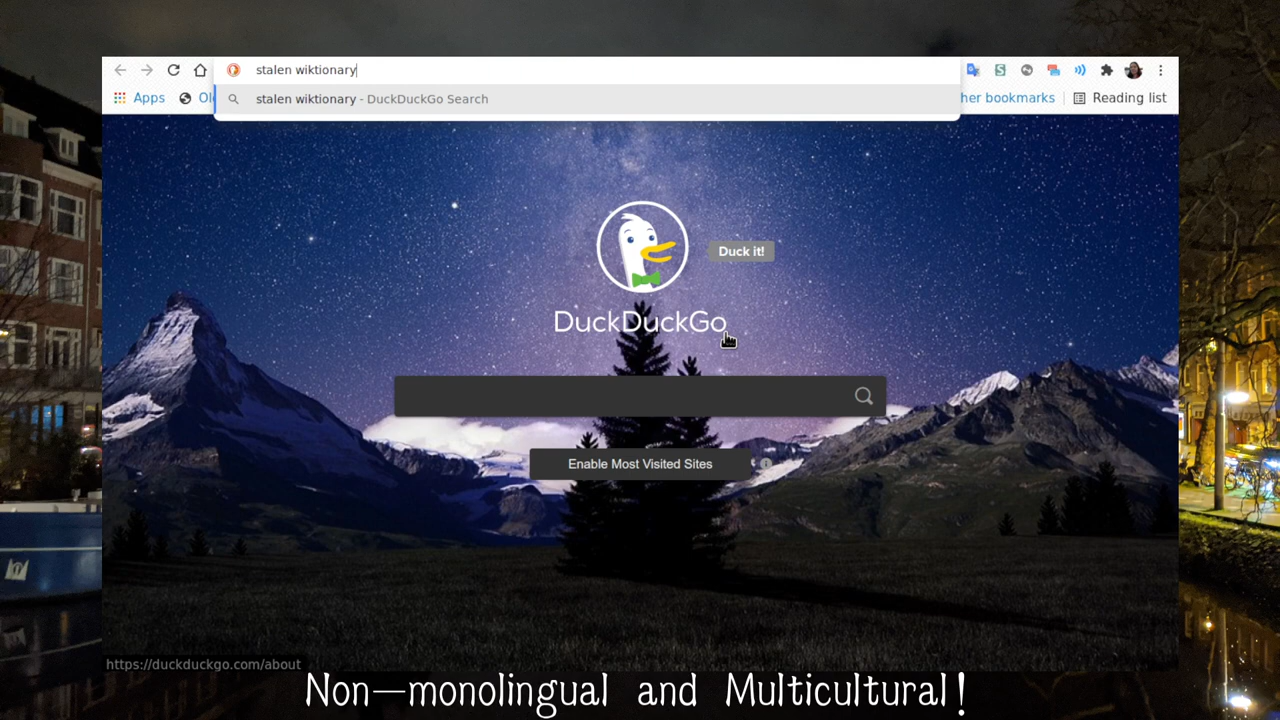 stalen wiktionary
Apps
Ol
stalen wiktionary - DuckDuckGo Search
her bookmarks
Reading list
Duck it!
DuckDuckGo
Enable Most Visited Sites
https://duckduckgo.com/about
Non-monolingual and Multicultural!